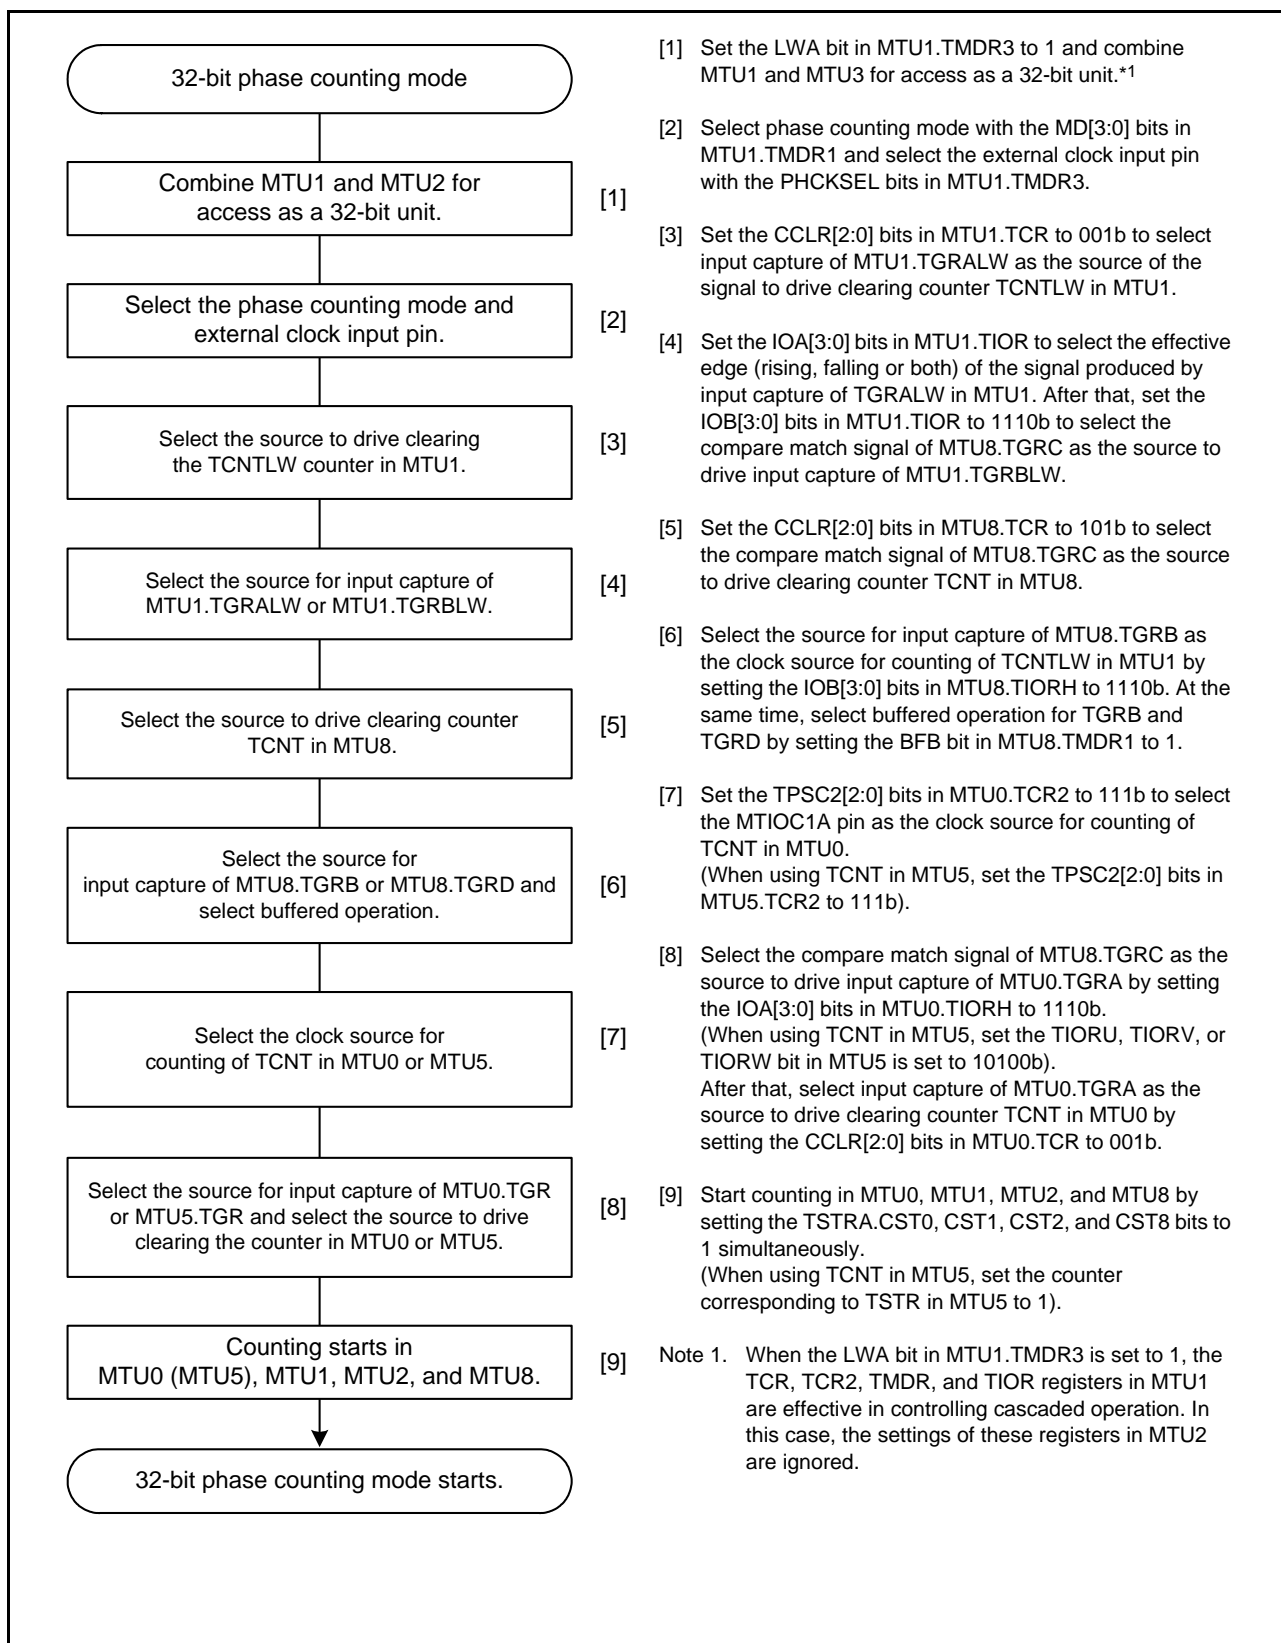 32-bit phase counting mode
Combine MTU1 and MTU2 for
access as a 32-bit unit.
[1]
Select the phase counting mode and
external clock input pin.
[2]
Select the source to drive clearing
the TCNTLW counter in MTU1.
[3]
Select the source for input capture of
MTU1.TGRALW or MTU1.TGRBLW.
[4]
Select the source to drive clearing counter
TCNT in MTU8.
[5]
Select the source for
input capture of MTU8.TGRB or MTU8.TGRD and
select buffered operation.
[6]
Select the clock source for
counting of TCNT in MTU0 or MTU5.
[7]
Select the source for input capture of MTU0.TGR
or MTU5.TGR and select the source to drive
clearing the counter in MTU0 or MTU5.
[8]
Counting starts in
MTU0 (MTU5), MTU1, MTU2, and MTU8.
[9]
32-bit phase counting mode starts.
[1] Set the LWA bit in MTU1.TMDR3 to 1 and combine
MTU1 and MTU3 for access as a 32-bit unit.*1
[2] Select phase counting mode with the MD[3:0] bits in
MTU1.TMDR1 and select the external clock input pin
with the PHCKSEL bits in MTU1.TMDR3.
[3] Set the CCLR[2:0] bits in MTU1.TCR to 001b to select
input capture of MTU1.TGRALW as the source of the
signal to drive clearing counter TCNTLW in MTU1.
[4] Set the IOA[3:0] bits in MTU1.TIOR to select the effective
edge (rising, falling or both) of the signal produced by
input capture of TGRALW in MTU1. After that, set the
IOB[3:0] bits in MTU1.TIOR to 1110b to select the
compare match signal of MTU8.TGRC as the source to
drive input capture of MTU1.TGRBLW.
[5] Set the CCLR[2:0] bits in MTU8.TCR to 101b to select
the compare match signal of MTU8.TGRC as the source
to drive clearing counter TCNT in MTU8.
[6] Select the source for input capture of MTU8.TGRB as
the clock source for counting of TCNTLW in MTU1 by
setting the IOB[3:0] bits in MTU8.TIORH to 1110b. At the
same time, select buffered operation for TGRB and
TGRD by setting the BFB bit in MTU8.TMDR1 to 1.
[7] Set the TPSC2[2:0] bits in MTU0.TCR2 to 111b to select
the MTIOC1A pin as the clock source for counting of
TCNT in MTU0.
(When using TCNT in MTU5, set the TPSC2[2:0] bits in
MTU5.TCR2 to 111b).
[8] Select the compare match signal of MTU8.TGRC as the
source to drive input capture of MTU0.TGRA by setting
the IOA[3:0] bits in MTU0.TIORH to 1110b.
(When using TCNT in MTU5, set the TIORU, TIORV, or
TIORW bit in MTU5 is set to 10100b).
After that, select input capture of MTU0.TGRA as the
source to drive clearing counter TCNT in MTU0 by
setting the CCLR[2:0] bits in MTU0.TCR to 001b.
[9] Start counting in MTU0, MTU1, MTU2, and MTU8 by
setting the TSTRA.CST0, CST1, CST2, and CST8 bits to
1 simultaneously.
(When using TCNT in MTU5, set the counter
corresponding to TSTR in MTU5 to 1).
Note 1. When the LWA bit in MTU1.TMDR3 is set to 1, the
TCR, TCR2, TMDR, and TIOR registers in MTU1
are effective in controlling cascaded operation. In
this case, the settings of these registers in MTU2
are ignored.